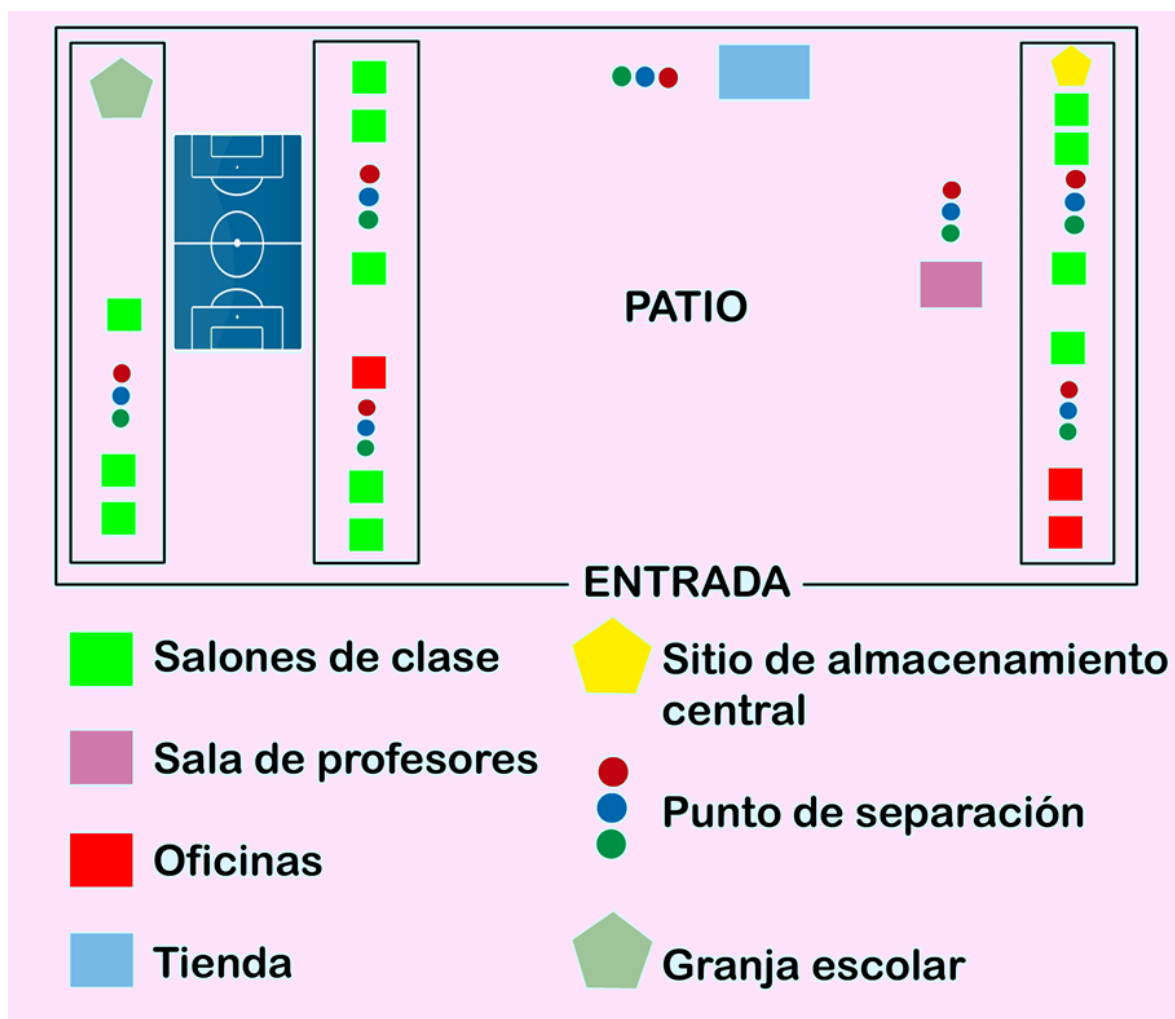 PATIO
ENTRADA
Salones de clase
Sala de profesores
Oficinas
Tienda
Sitio de almacenamiento
central
Punto de separación
Granja escolar